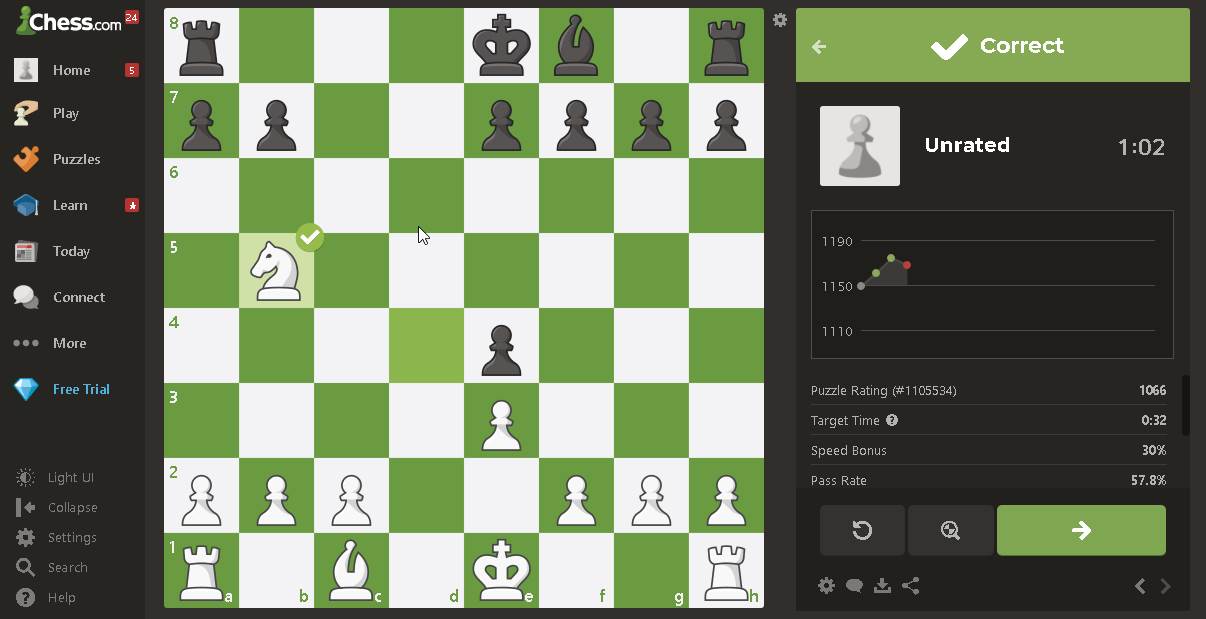 Chess.com 24
Home 5
Play
Puzzles
Learn
Today
Connect
More
Free Trial
Light UI
Collapse
Settings
Search
Help
8
7
6
5
4
3
2
1
a b c d e f g h
Correct
Unrated 1:02
1190
1150
1110
Puzzle Rating (#1105534) 1066
Target Time ? 0:32
Speed Bonus 30%
Pass Rate 57.8%